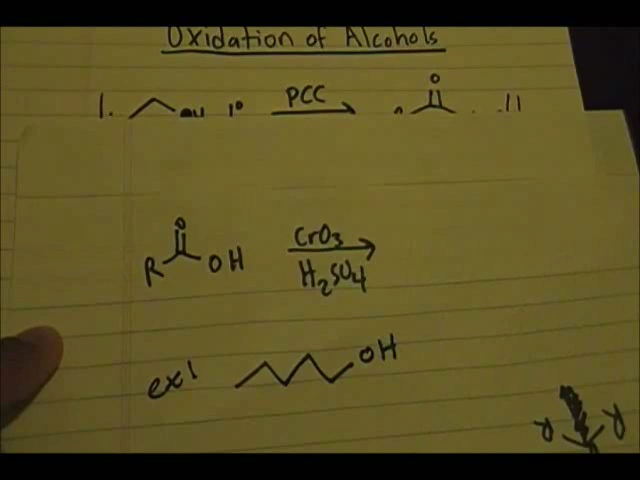 Oxidation of Alcohols
1. 1° PCC O
O
R OH CrO3
H2SO4
ex! OH
R R